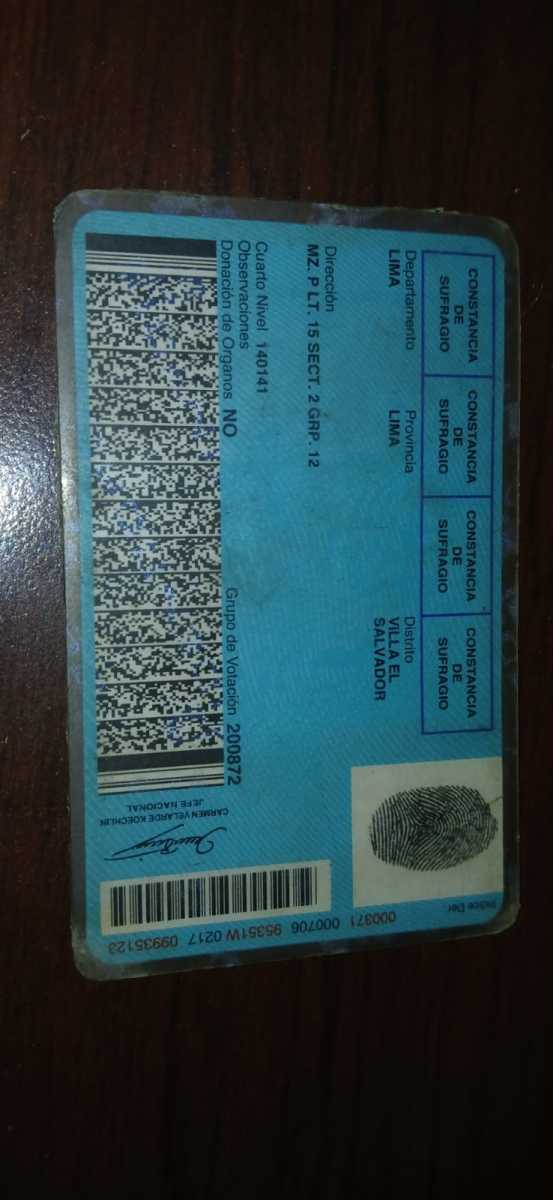 CONSTANCIA DE SUFRAGIO
CONSTANCIA DE SUFRAGIO
CONSTANCIA DE SUFRAGIO
CONSTANCIA DE SUFRAGIO
Departamento Provincia Distrito
LIMA LIMA VILLA EL
SALVADOR
Dirección
MZ. P LT. 15 SECT. 2 GRP. 12
Cuarto Nivel 140141
Observaciones
Donación de Organos NO Grupo de Votación 200872
Indice Der.
CARMEN VELARDE KOECHLIN
JEFE NACIONAL
000371 000706 95351W 0217 09935123